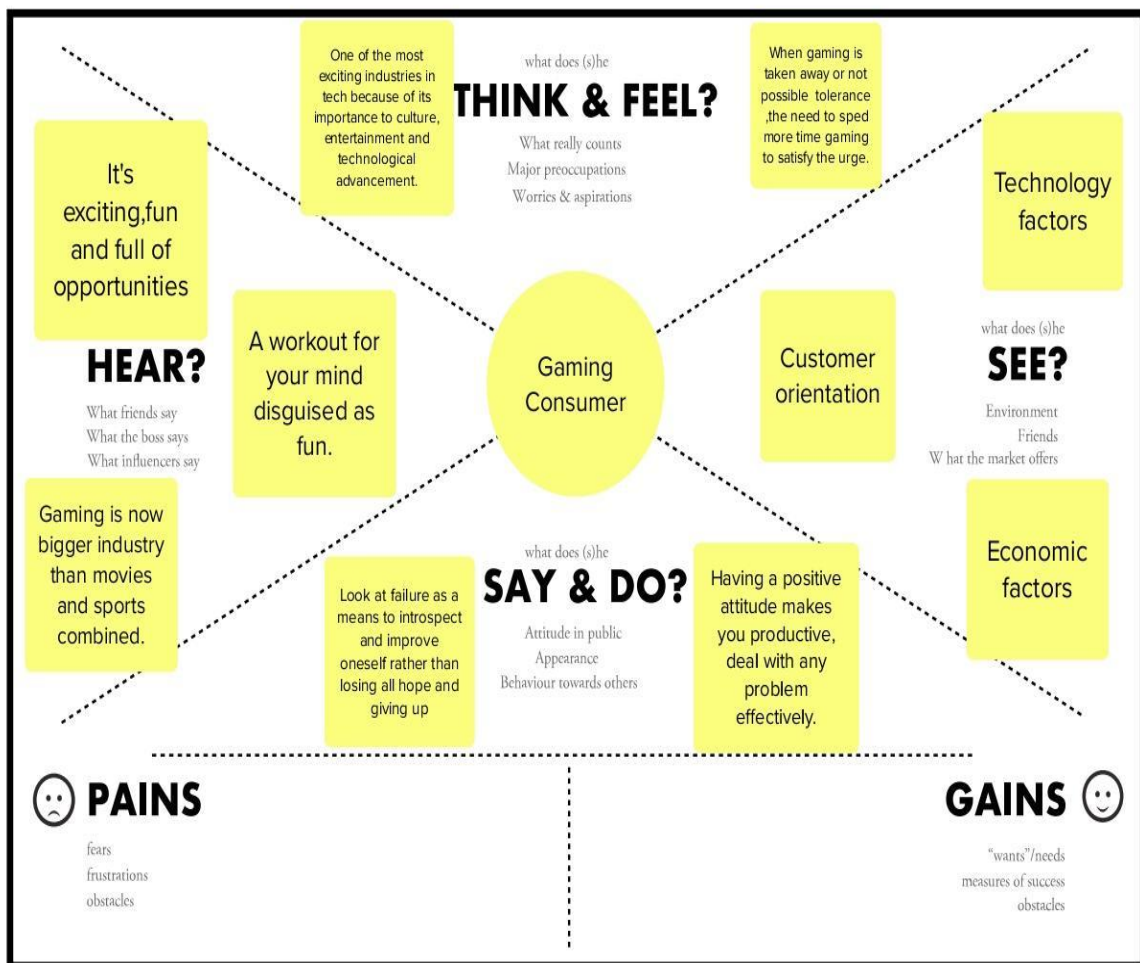 what does (s)he
THINK & FEEL?
What really counts
Major preoccupations
Worries & aspirations
One of the most
exciting industries in
tech because of its
importance to culture,
entertainment and
technological
advancement.
When gaming is
taken away or not
possible tolerance
,the need to sped
more time gaming
to satisfy the urge.
It's
exciting,fun
and full of
opportunities
HEAR?
What friends say
What the boss says
What influencers say
A workout for
your mind
disguised as
fun.
Gaming is now
bigger industry
than movies
and sports
combined.
Gaming
Consumer
Technology
factors
Customer
orientation
what does (s)he
SEE?
Environment
Friends
W hat the market offers
Economic
factors
what does (s)he
SAY & DO?
Attitude in public
Appearance
Behaviour towards others
Look at failure as a
means to introspect
and improve
oneself rather than
losing all hope and
giving up
Having a positive
attitude makes
you productive,
deal with any
problem
effectively.
PAINS
fears
frustrations
obstacles
GAINS
“wants”/needs
measures of success
obstacles